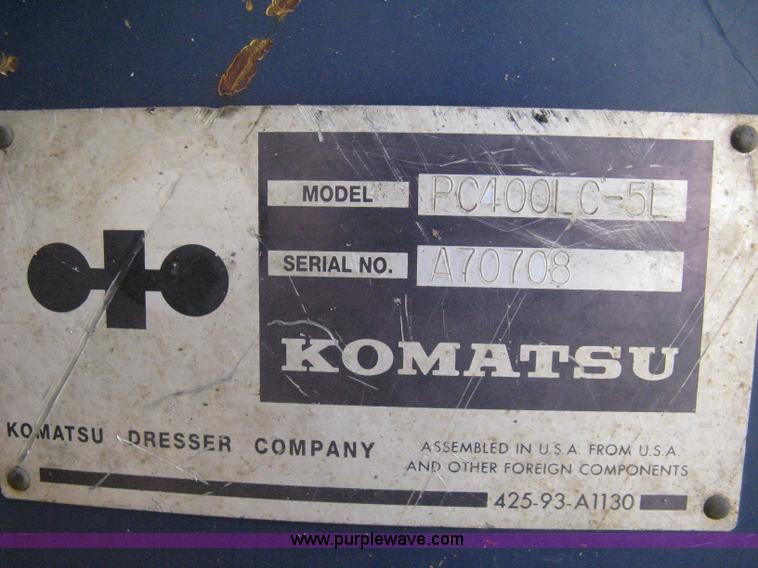 MODEL PC400LC-5L
SERIAL NO. A70708
KOMATSU
KOMATSU DRESSER COMPANY
ASSEMBLED IN U.S.A. FROM U.S.A.
AND OTHER FOREIGN COMPONENTS
425-93-A1130
www.purplewave.com